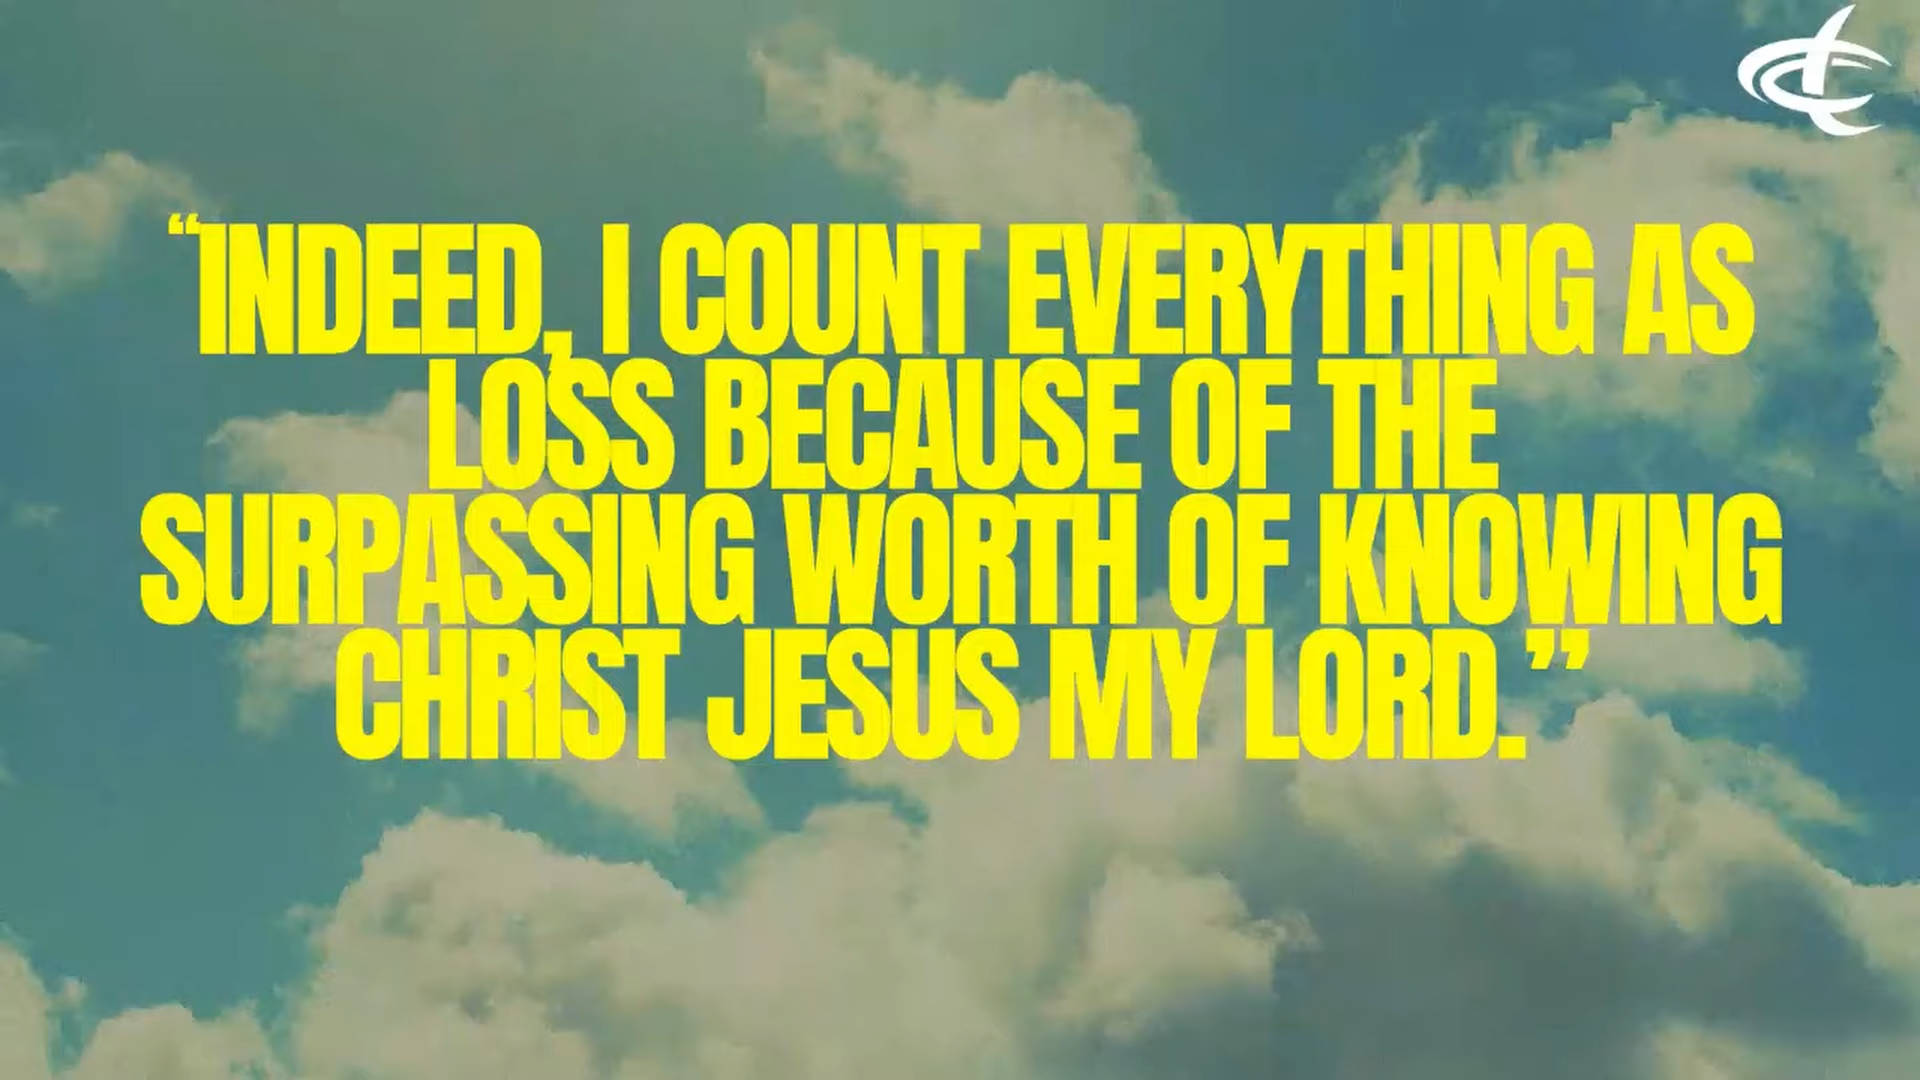 “INDEED, I COUNT EVERYTHING AS
LOSS BECAUSE OF THE
SURPASSING WORTH OF KNOWING
CHRIST JESUS MY LORD.”